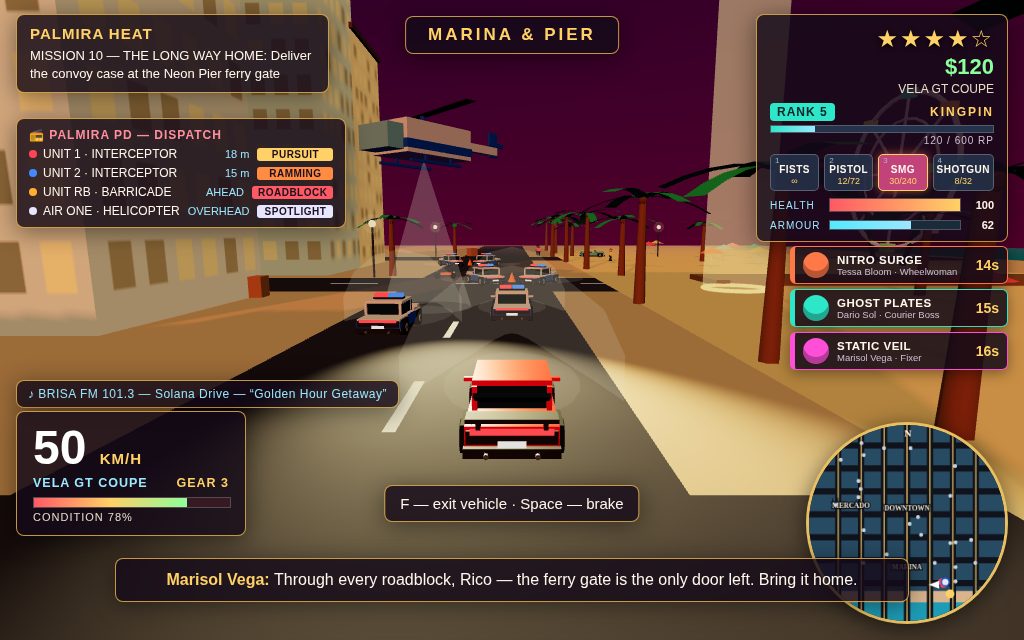 PALMIRA HEAT
MISSION 10 — THE LONG WAY HOME: Deliver
the convoy case at the Neon Pier ferry gate
MARINA & PIER
★★★★☆
$120
VELA GT COUPE
RANK 5 KINGPIN
120 / 600 RP
1 FISTS ∞
2 PISTOL 12/72
3 SMG 30/240
4 SHOTGUN 8/32
HEALTH 100
ARMOUR 62
📻 PALMIRA PD — DISPATCH
UNIT 1 · INTERCEPTOR 18 m PURSUIT
UNIT 2 · INTERCEPTOR 15 m RAMMING
UNIT RB · BARRICADE AHEAD ROADBLOCK
AIR ONE · HELICOPTER OVERHEAD SPOTLIGHT
NITRO SURGE 14s
Tessa Bloom · Wheelwoman
GHOST PLATES 15s
Dario Sol · Courier Boss
STATIC VEIL 16s
Marisol Vega · Fixer
♪ BRISA FM 101.3 — Solana Drive — “Golden Hour Getaway”
50 KM/H
VELA GT COUPE GEAR 3
CONDITION 78%
F — exit vehicle · Space — brake
N
MERCADO DOWNTOWN
MARINA
Marisol Vega: Through every roadblock, Rico — the ferry gate is the only door left. Bring it home.